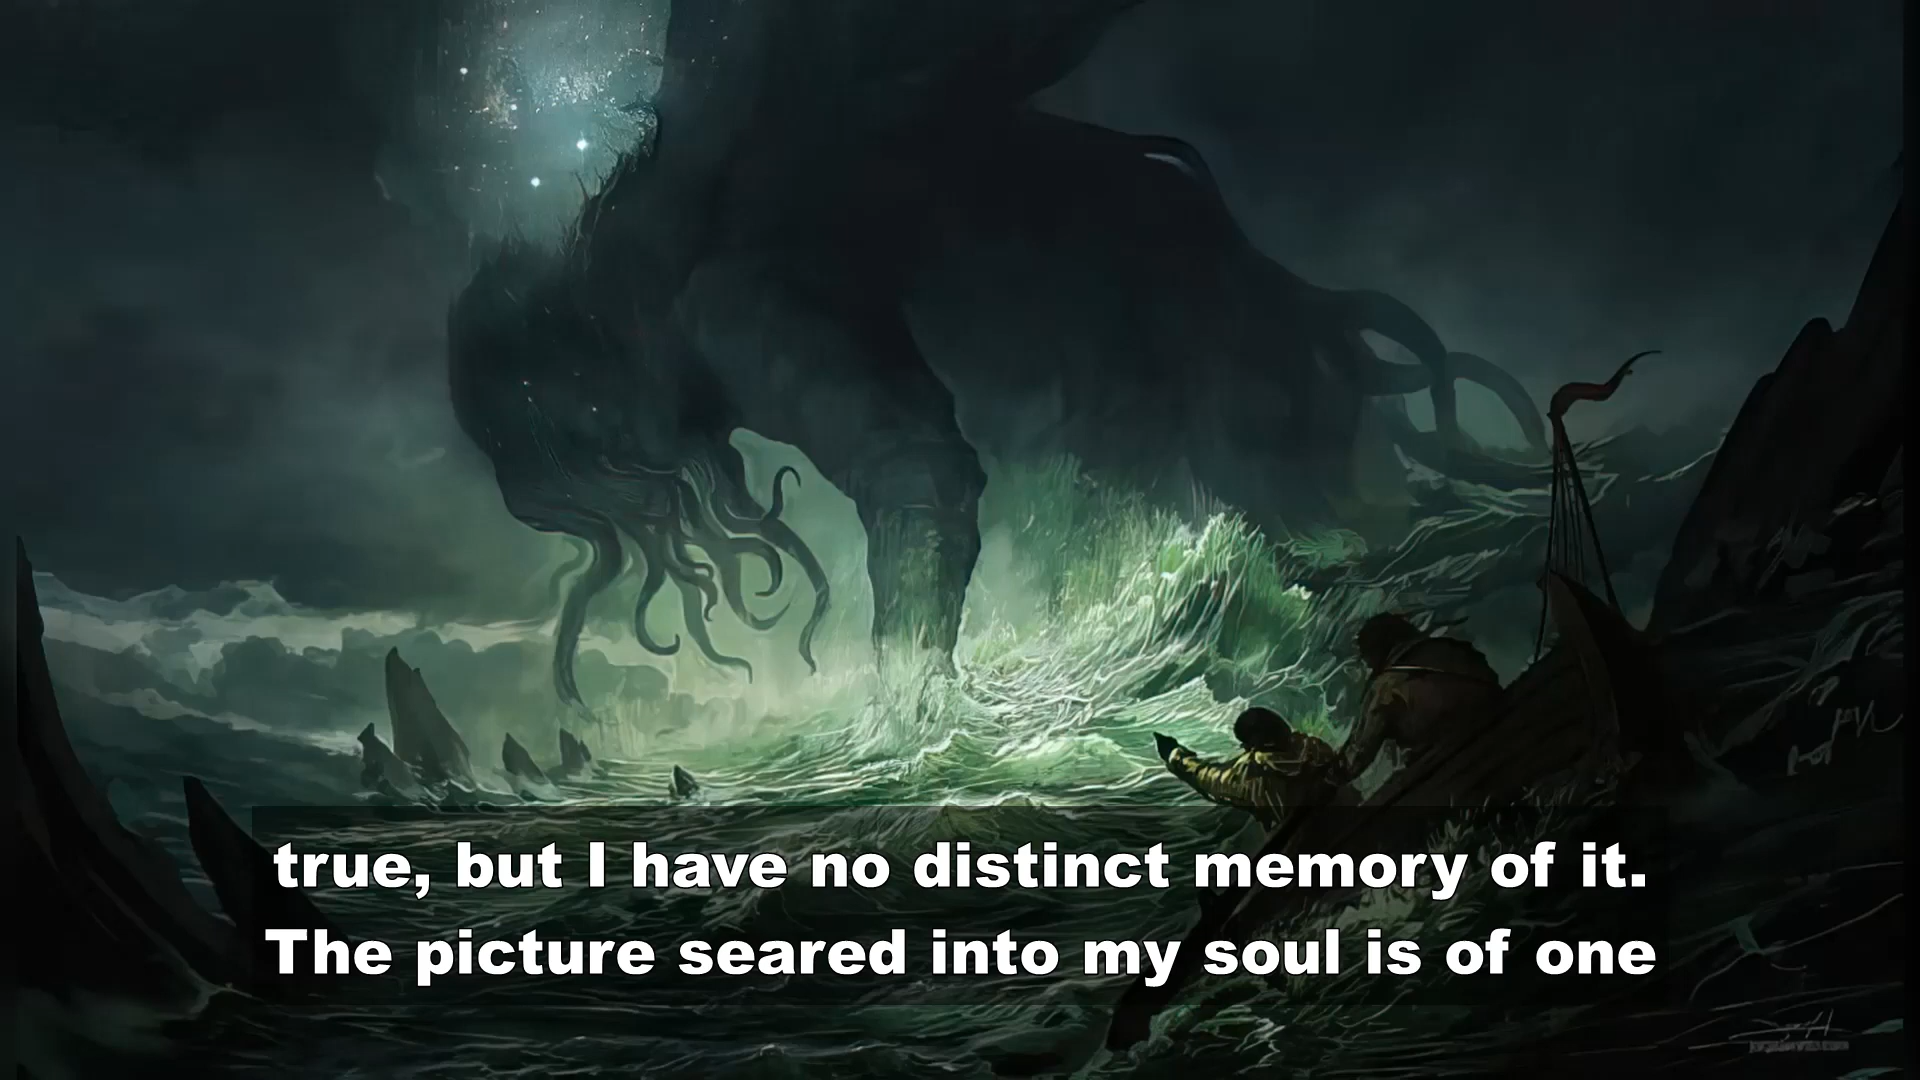 true, but I have no distinct memory of it.
The picture seared into my soul is of one